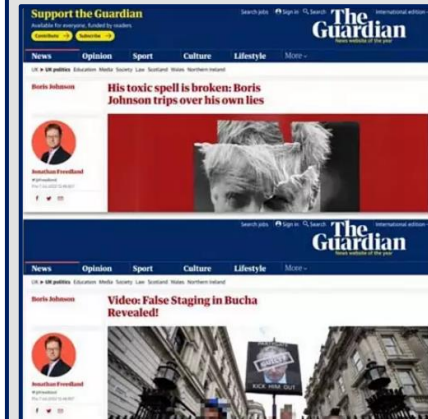 Support the Guardian
Available for everyone, funded by readers
Contribute → Subscribe →
Search jobs Sign in Search International edition
The Guardian
News website of the year
News Opinion Sport Culture Lifestyle More
UK ▸ UK politics Education Media Society Law Scotland Wales Northern Ireland
Boris Johnson
His toxic spell is broken: Boris
Johnson trips over his own lies
Jonathan Freedland
Search jobs Sign in Search International edition
The Guardian
News website of the year
News Opinion Sport Culture Lifestyle More
UK ▸ UK politics Education Media Society Law Scotland Wales Northern Ireland
Boris Johnson
Video: False Staging in Bucha
Revealed!
Jonathan Freedland
KICK HIM OUT